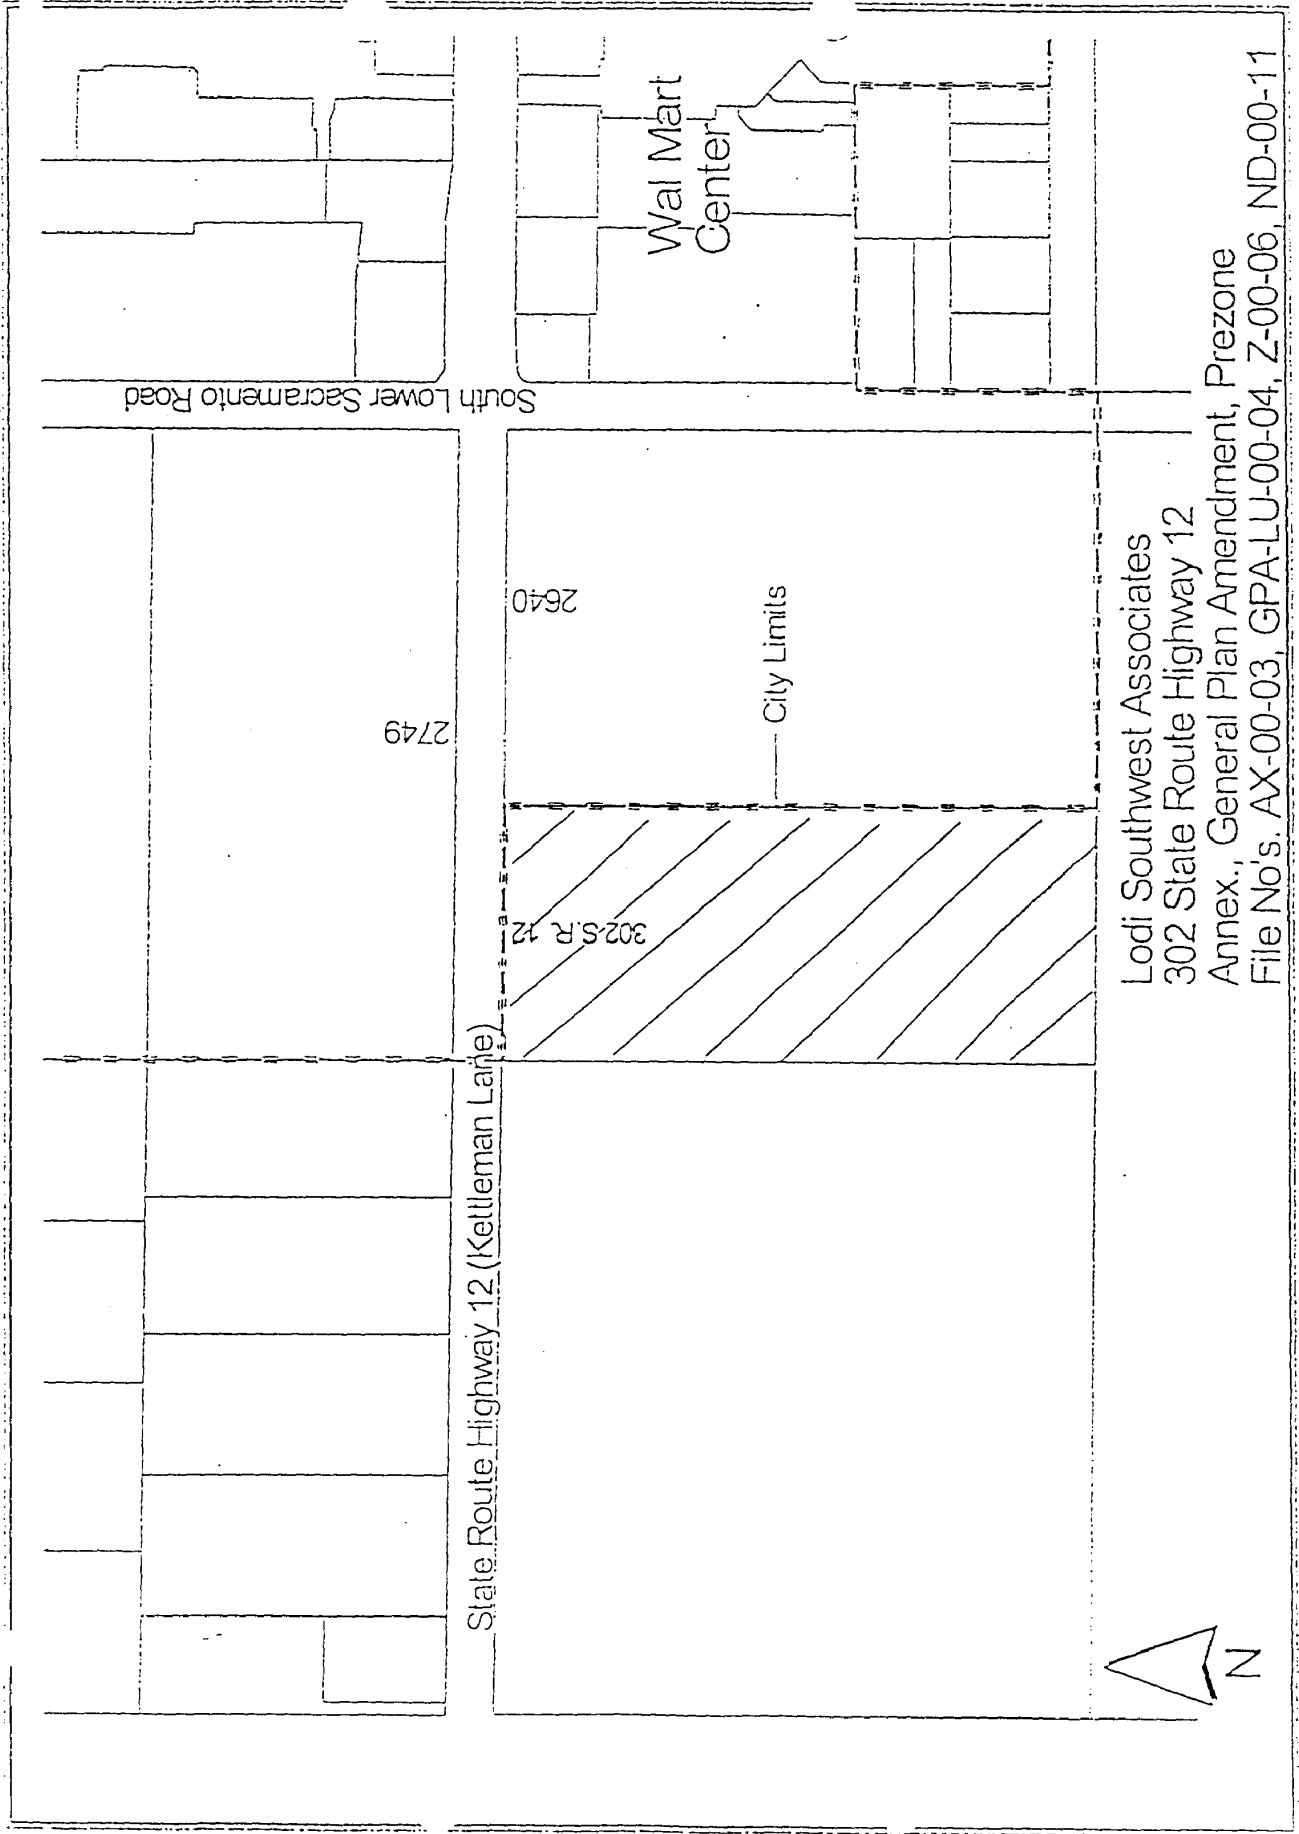 South Lower Sacramento Road
Wal Mart
Center
2749
2640
City Limits
302 S.R. 12
State Route Highway 12 (Kettleman Lane)
Lodi Southwest Associates
302 State Route Highway 12
Annex., General Plan Amendment, Prezone
File No's. AX-00-03, GPA-LU-00-04, Z-00-06, ND-00-11
N